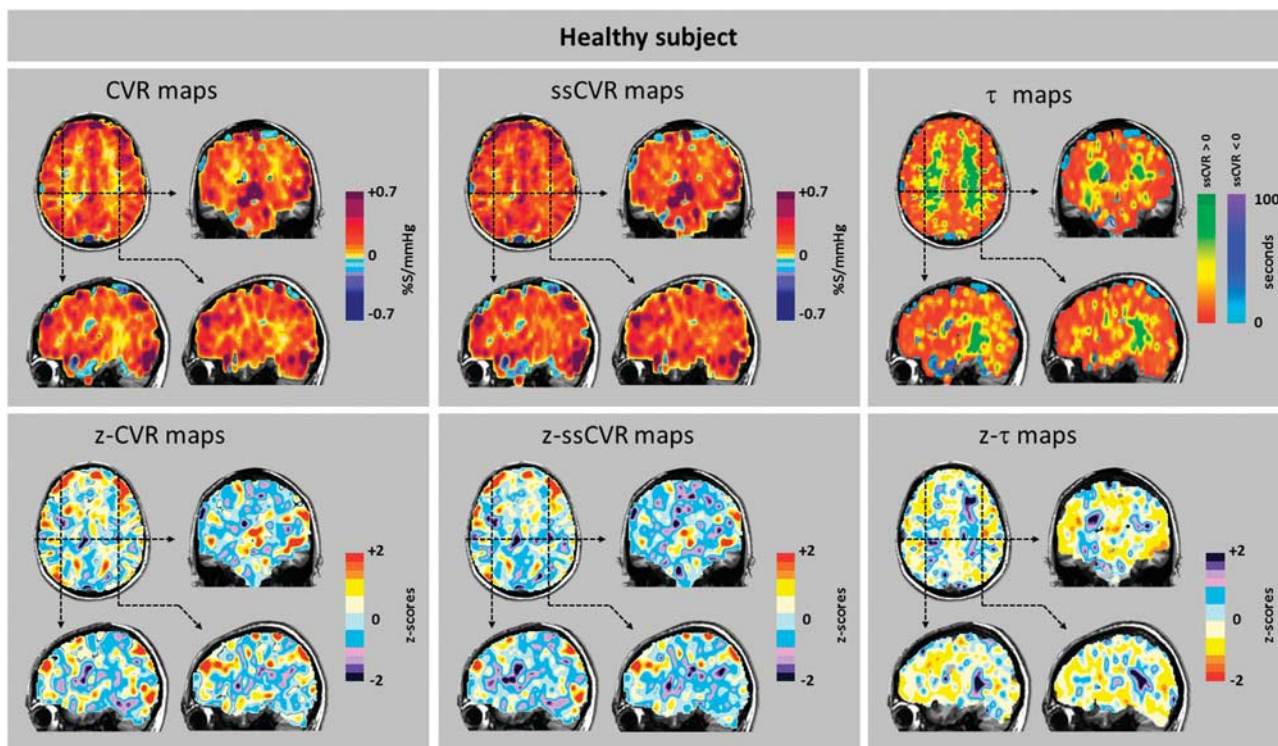 Healthy subject
CVR maps
+0.7
0
-0.7
%S/mmHg
ssCVR maps
+0.7
0
-0.7
%S/mmHg
τ maps
ssCVR > 0
ssCVR < 0
100
0
seconds
z-CVR maps
+2
0
-2
z-scores
z-ssCVR maps
+2
0
-2
z-scores
z-τ maps
+2
0
-2
z-scores